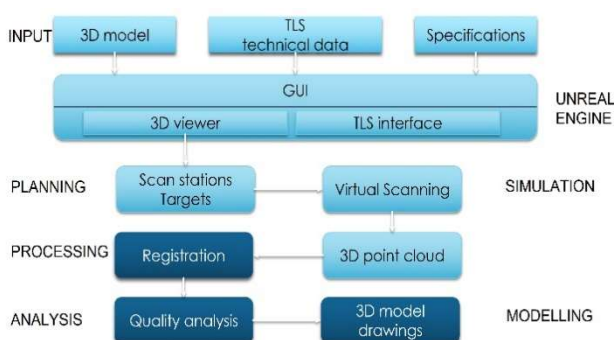 INPUT
3D model
TLS
technical data
Specifications
GUI
UNREAL
ENGINE
3D viewer
TLS interface
PLANNING
Scan stations
Targets
Virtual Scanning
SIMULATION
PROCESSING
Registration
3D point cloud
ANALYSIS
Quality analysis
3D model
drawings
MODELLING